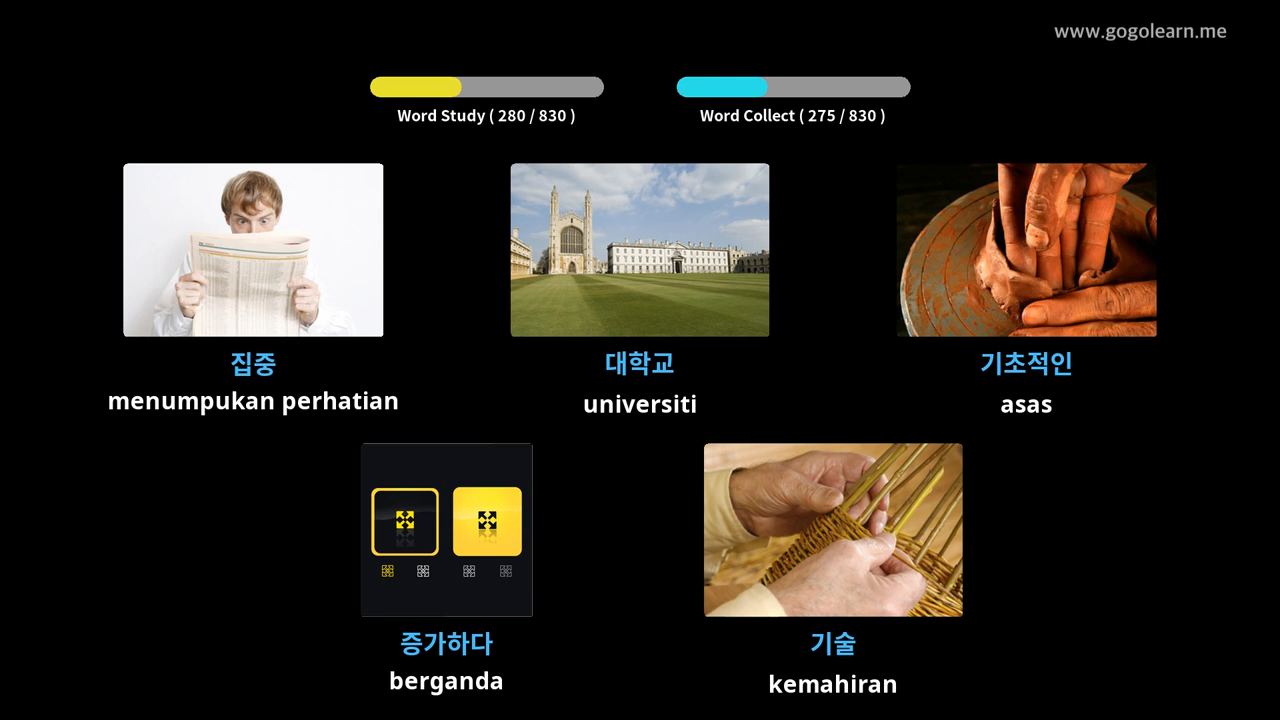 www.gogolearn.me
Word Study ( 280 / 830 )
Word Collect ( 275 / 830 )
집중
menumpukan perhatian
대학교
universiti
기초적인
asas
증가하다
berganda
기술
kemahiran